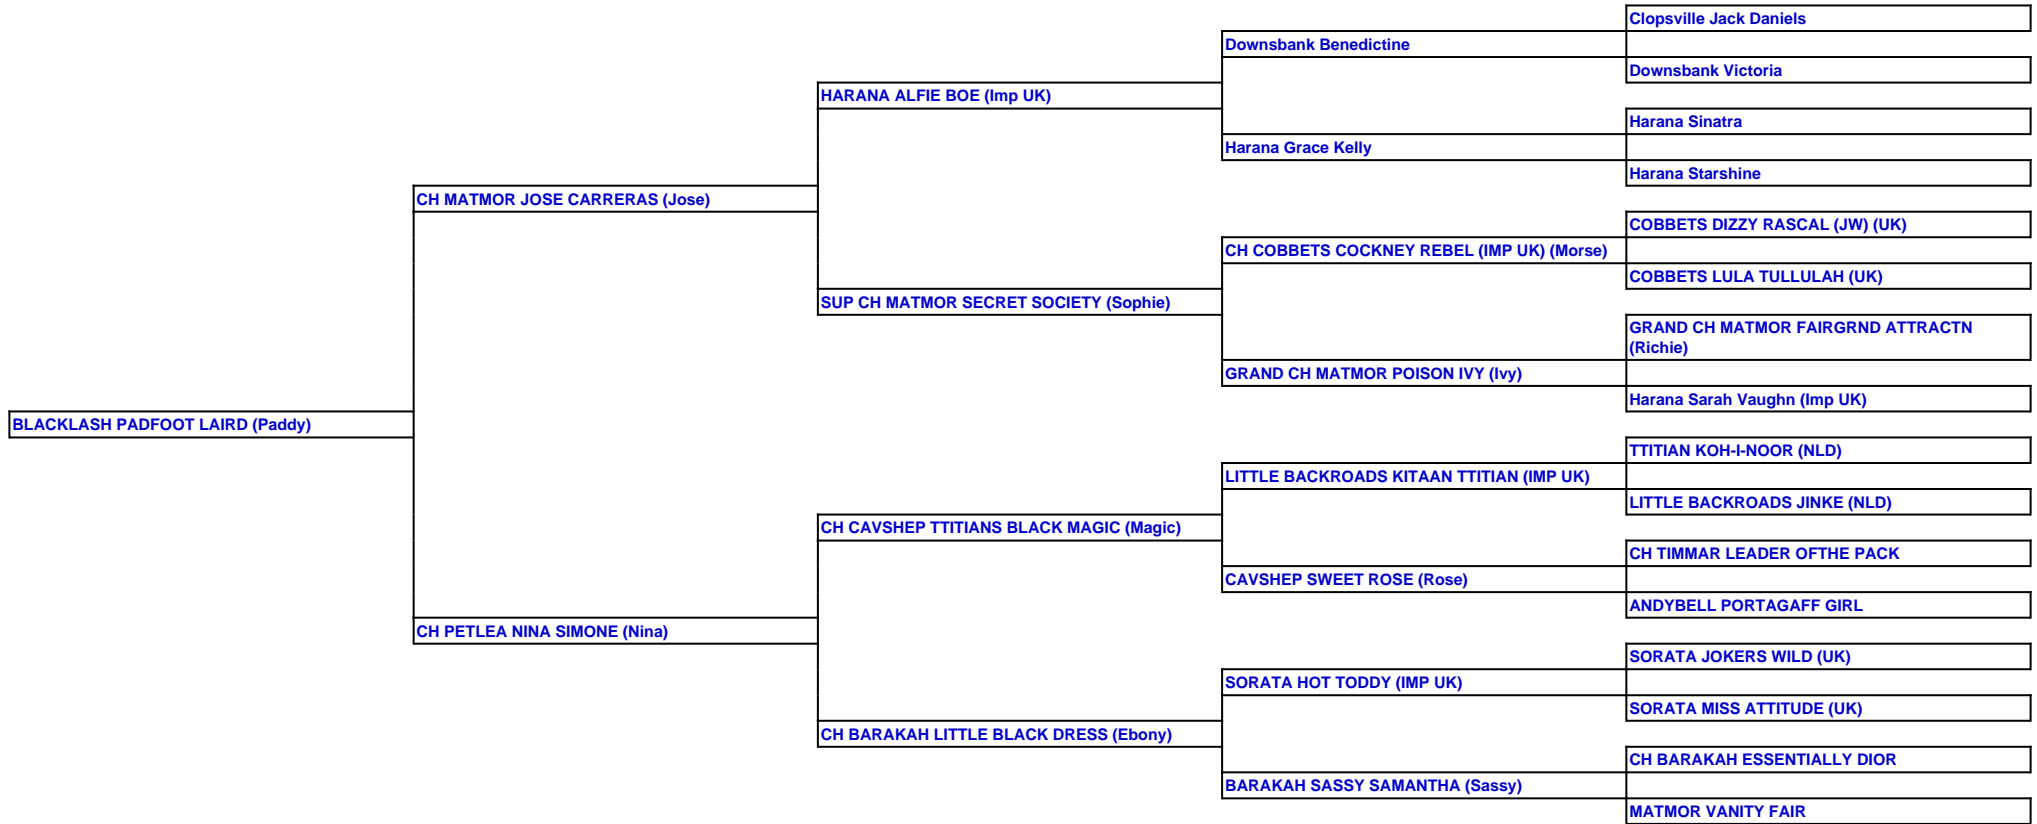 Clopsville Jack Daniels
Downsbank Benedictine
Downsbank Victoria
HARANA ALFIE BOE (Imp UK)
Harana Sinatra
Harana Grace Kelly
Harana Starshine
CH MATMOR JOSE CARRERAS (Jose)
COBBETS DIZZY RASCAL (JW) (UK)
CH COBBETS COCKNEY REBEL (IMP UK) (Morse)
COBBETS LULA TULLULAH (UK)
SUP CH MATMOR SECRET SOCIETY (Sophie)
GRAND CH MATMOR FAIRGRND ATTRACTN
(Richie)
GRAND CH MATMOR POISON IVY (Ivy)
Harana Sarah Vaughn (Imp UK)
BLACKLASH PADFOOT LAIRD (Paddy)
TTITIAN KOH-I-NOOR (NLD)
LITTLE BACKROADS KITAAN TTITIAN (IMP UK)
LITTLE BACKROADS JINKE (NLD)
CH CAVSHEP TTITIANS BLACK MAGIC (Magic)
CH TIMMAR LEADER OFTHE PACK
CAVSHEP SWEET ROSE (Rose)
ANDYBELL PORTAGAFF GIRL
CH PETLEA NINA SIMONE (Nina)
SORATA JOKERS WILD (UK)
SORATA HOT TODDY (IMP UK)
SORATA MISS ATTITUDE (UK)
CH BARAKAH LITTLE BLACK DRESS (Ebony)
CH BARAKAH ESSENTIALLY DIOR
BARAKAH SASSY SAMANTHA (Sassy)
MATMOR VANITY FAIR